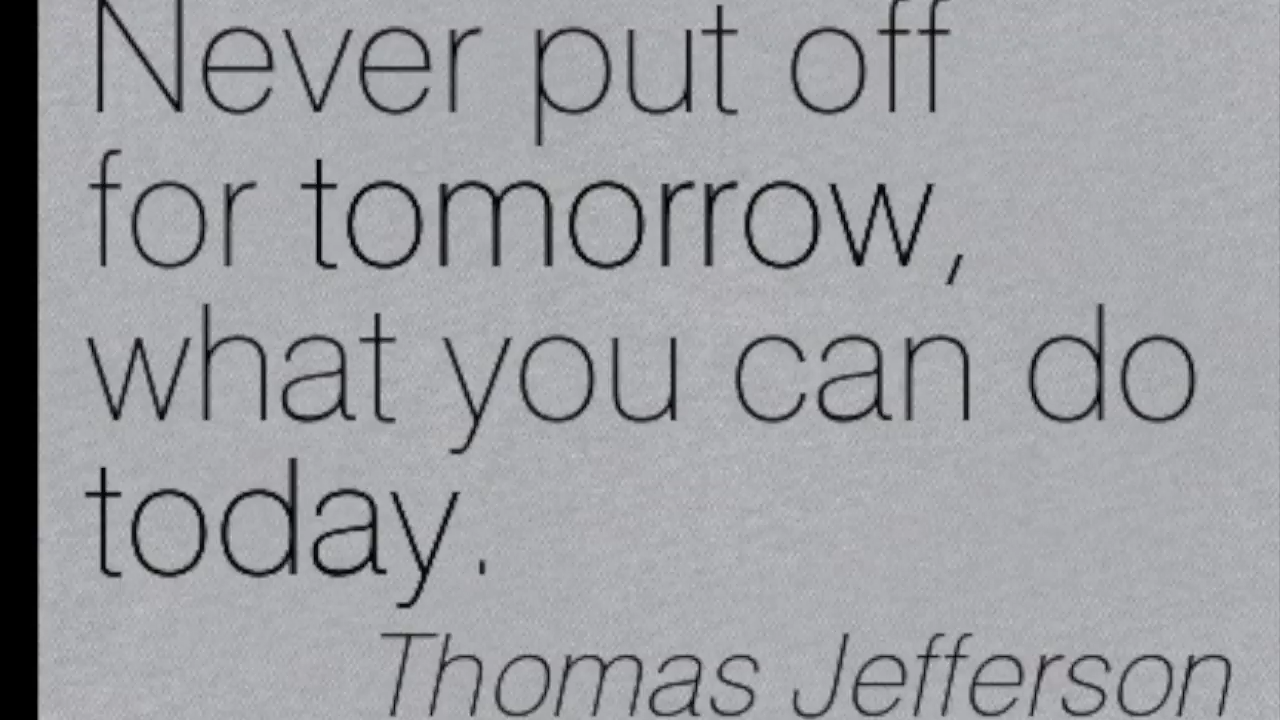 Never put off
for tomorrow,
what you can do
today.
Thomas Jefferson